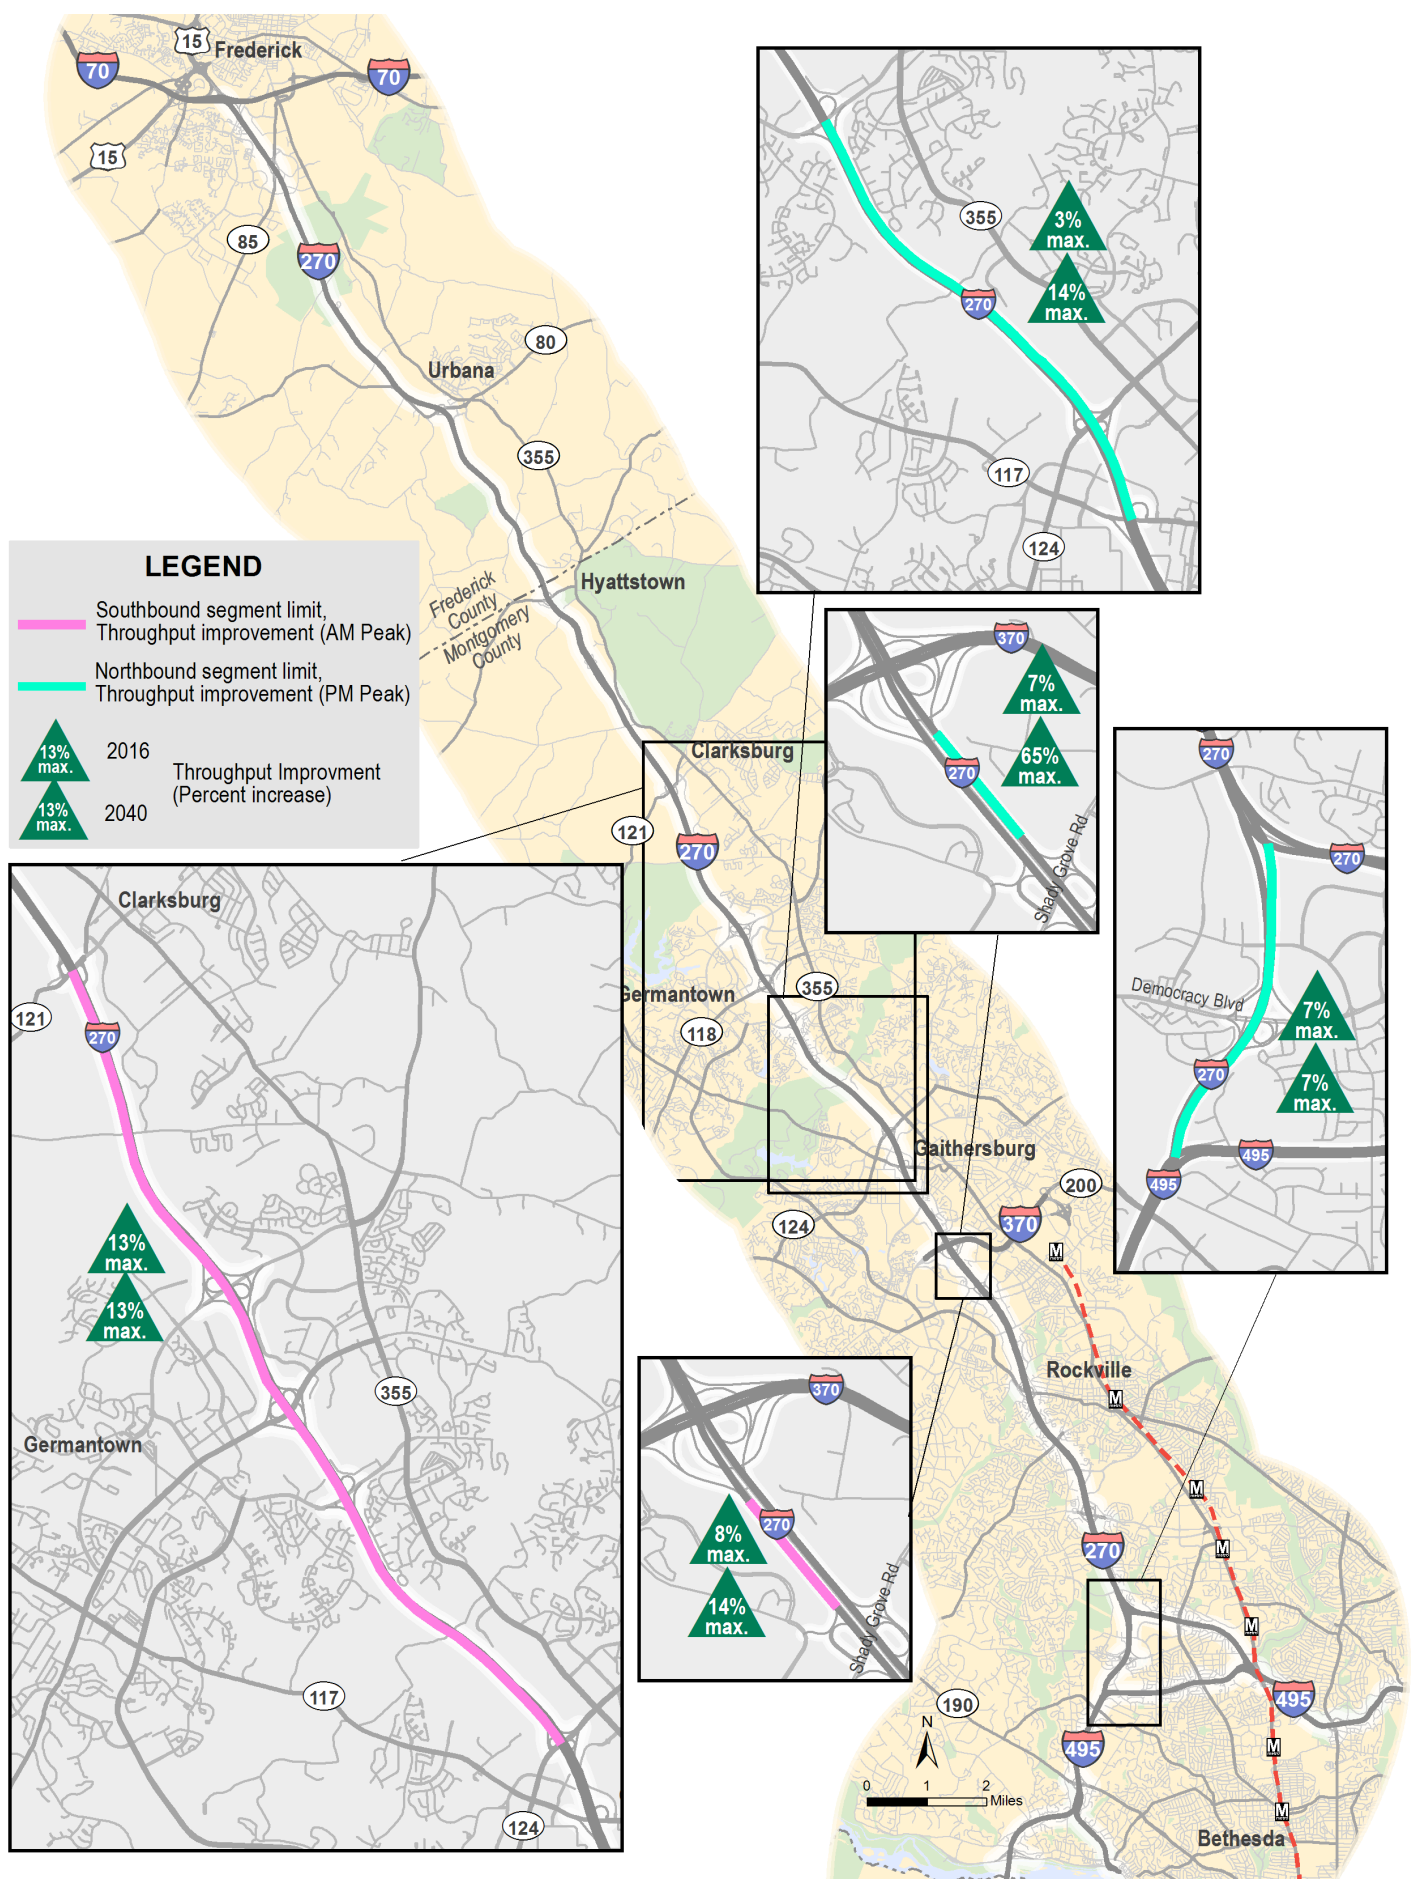 15
Frederick
70
70
15
85
270
80
Urbana
355
Hyattstown
Frederick
County
Montgomery
County
LEGEND
Southbound segment limit,
Throughput improvement (AM Peak)
Northbound segment limit,
Throughput improvement (PM Peak)
13%
max.
2016
Throughput Improvment
(Percent increase)
13%
max.
2040
355
3%
max.
14%
max.
270
117
124
370
7%
max.
65%
max.
270
Shady Grove Rd
270
270
Democracy Blvd
7%
max.
7%
max.
270
495
495
Clarksburg
121
270
Germantown
355
118
Gaithersburg
200
370
124
M
Rockville
M
M
M
270
M
495
190
495
M
M
Bethesda
N
0
1
2
Miles
Clarksburg
121
270
13%
max.
13%
max.
355
Germantown
117
124
370
8%
max.
270
14%
max.
Shady Grove Rd